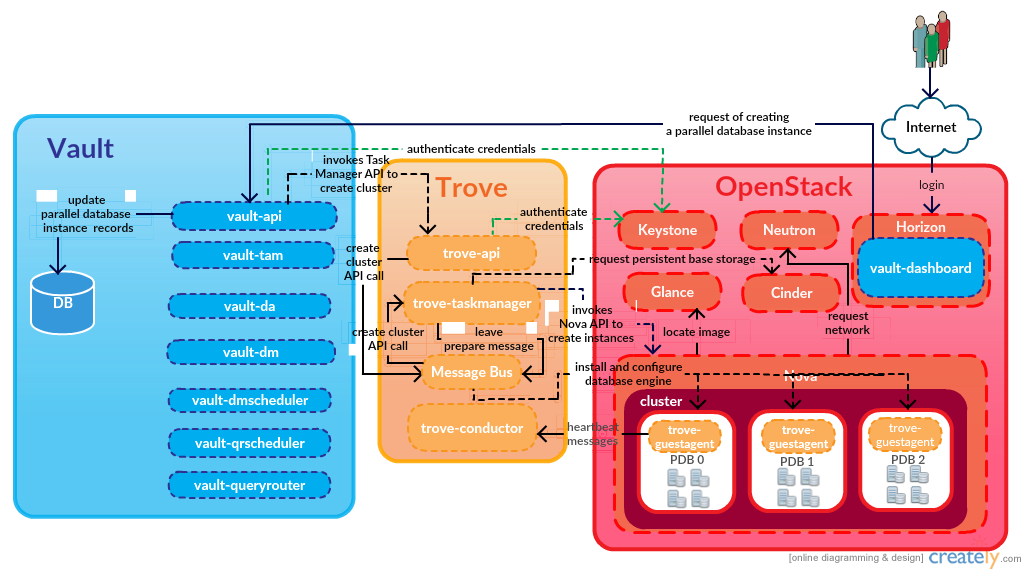 Internet
request of creating
a parallel database instance
login
Vault
authenticate credentials
invokes Task
Manager API to
create cluster
Trove
OpenStack
update
parallel database
instance records
vault-api
authenticate
credentials
Keystone
Neutron
Horizon
vault-dashboard
vault-tam
create
cluster
API call
trove-api
request persistent base storage
DB
vault-da
trove-taskmanager
Glance
Cinder
invokes
Nova API to
create instances
request
network
locate image
vault-dm
create cluster
API call
leave
prepare message
Message Bus
install and configure
database engine
Nova
vault-dmscheduler
cluster
trove-conductor
heartbeat
messages
trove-
guestagent
PDB 0
trove-
guestagent
PDB 1
trove-
guestagent
PDB 2
vault-qrscheduler
vault-queryrouter
[online diagramming & design] creately.com